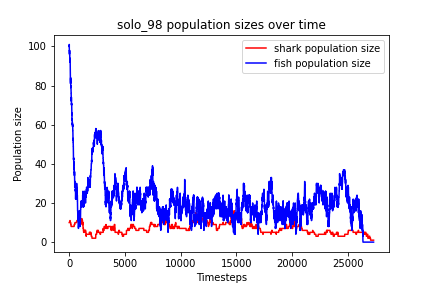 solo_98 population sizes over time
shark population size
fish population size
Population size
100
80
60
40
20
0
0
5000
10000
15000
20000
25000
Timesteps